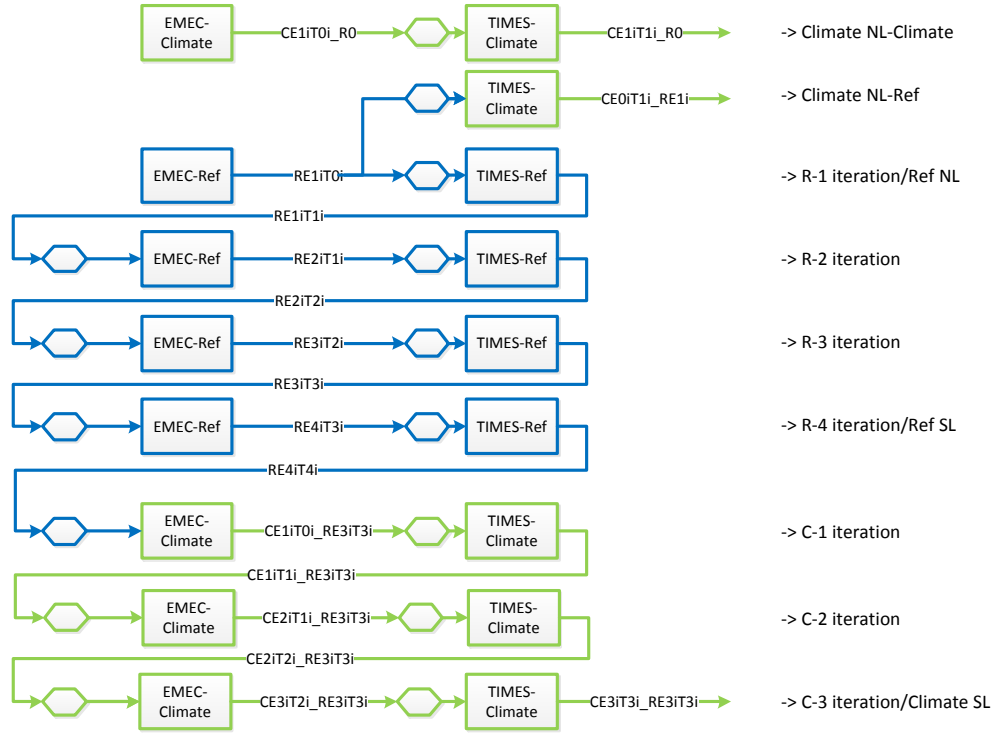 EMEC-
Climate
CE1iT0i_R0
TIMES-
Climate
CE1iT1i_R0
-> Climate NL-Climate
TIMES-
Climate
CE0iT1i_RE1i
-> Climate NL-Ref
EMEC-Ref
RE1iT0i
TIMES-Ref
-> R-1 iteration/Ref NL
RE1iT1i
EMEC-Ref
RE2iT1i
TIMES-Ref
-> R-2 iteration
RE2iT2i
EMEC-Ref
RE3iT2i
TIMES-Ref
-> R-3 iteration
RE3iT3i
EMEC-Ref
RE4iT3i
TIMES-Ref
-> R-4 iteration/Ref SL
RE4iT4i
EMEC-
Climate
CE1iT0i_RE3iT3i
TIMES-
Climate
-> C-1 iteration
CE1iT1i_RE3iT3i
EMEC-
Climate
CE2iT1i_RE3iT3i
TIMES-
Climate
-> C-2 iteration
CE2iT2i_RE3iT3i
EMEC-
Climate
CE3iT2i_RE3iT3i
TIMES-
Climate
CE3iT3i_RE3iT3i
-> C-3 iteration/Climate SL